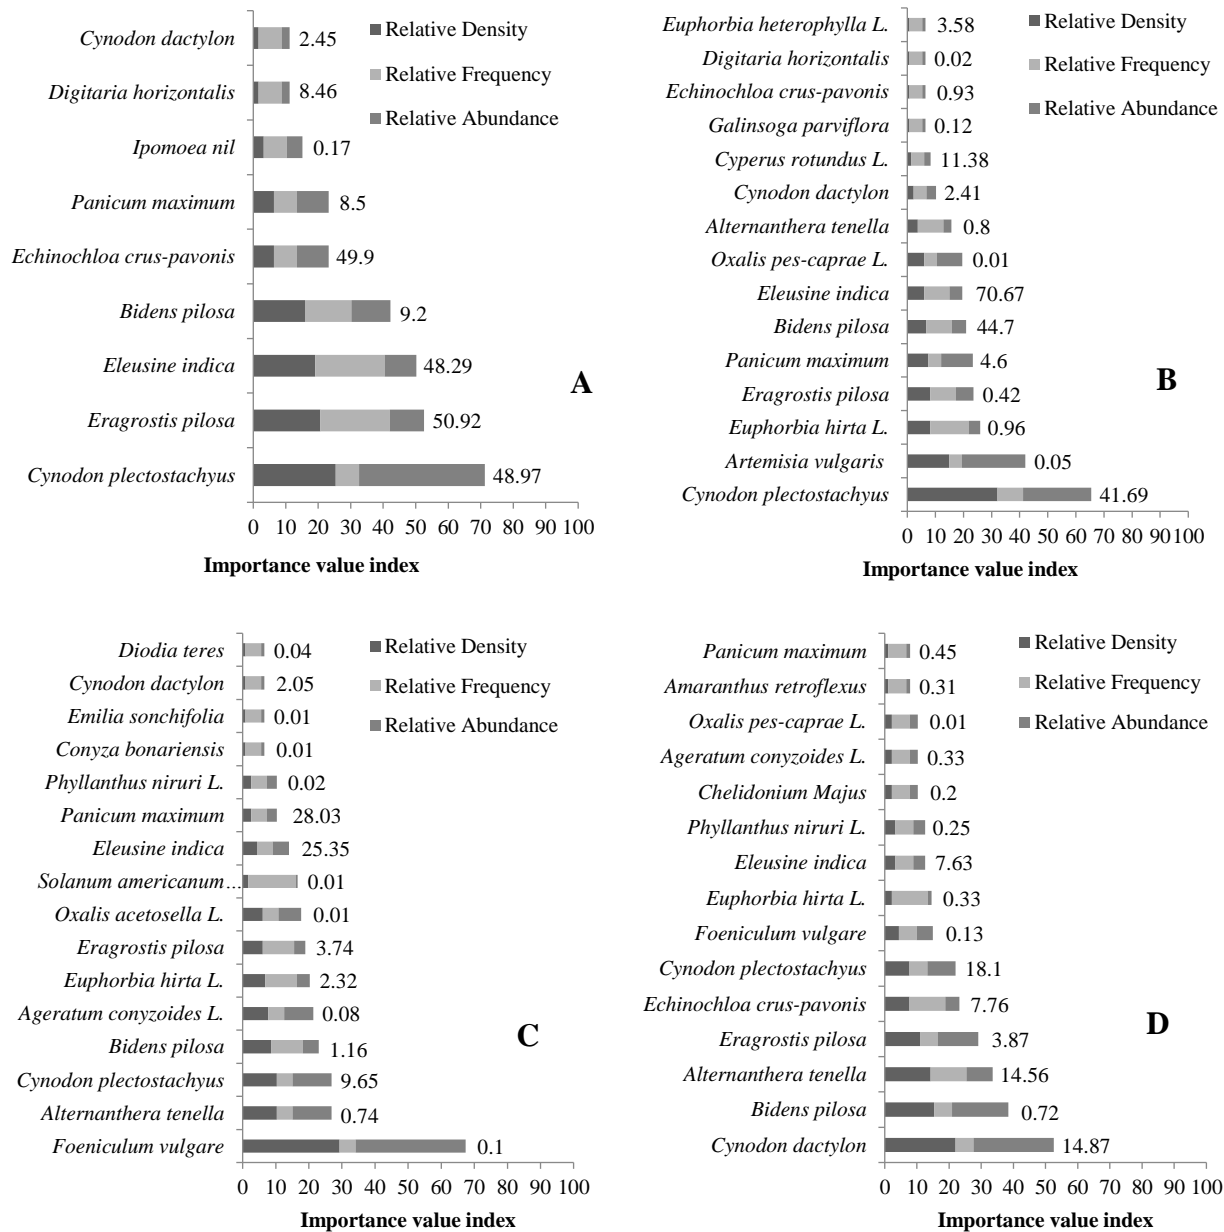 Cynodon dactylon 2.45
Digitaria horizontalis 8.46
Ipomoea nil 0.17
Panicum maximum 8.5
Echinochloa crus-pavonis 49.9
Bidens pilosa 9.2
Eleusine indica 48.29
Eragrostis pilosa 50.92
Cynodon plectostachyus 48.97
Relative Density
Relative Frequency
Relative Abundance
A
0 10 20 30 40 50 60 70 80 90 100
Importance value index
Euphorbia heterophylla L. 3.58
Digitaria horizontalis 0.02
Echinochloa crus-pavonis 0.93
Galinsoga parviflora 0.12
Cyperus rotundus L. 11.38
Cynodon dactylon 2.41
Alternanthera tenella 0.8
Oxalis pes-caprae L. 0.01
Eleusine indica 70.67
Bidens pilosa 44.7
Panicum maximum 4.6
Eragrostis pilosa 0.42
Euphorbia hirta L. 0.96
Artemisia vulgaris 0.05
Cynodon plectostachyus 41.69
Relative Density
Relative Frequency
Relative Abundance
B
0 10 20 30 40 50 60 70 80 90 100
Importance value index
Diodia teres 0.04
Cynodon dactylon 2.05
Emilia sonchifolia 0.01
Conyza bonariensis 0.01
Phyllanthus niruri L. 0.02
Panicum maximum 28.03
Eleusine indica 25.35
Solanum americanum... 0.01
Oxalis acetosella L. 0.01
Eragrostis pilosa 3.74
Euphorbia hirta L. 2.32
Ageratum conyzoides L. 0.08
Bidens pilosa 1.16
Cynodon plectostachyus 9.65
Alternanthera tenella 0.74
Foeniculum vulgare 0.1
Relative Density
Relative Frequency
Relative Abundance
C
0 10 20 30 40 50 60 70 80 90 100
Importance value index
Panicum maximum 0.45
Amaranthus retroflexus 0.31
Oxalis pes-caprae L. 0.01
Ageratum conyzoides L. 0.33
Chelidonium Majus 0.2
Phyllanthus niruri L. 0.25
Eleusine indica 7.63
Euphorbia hirta L. 0.33
Foeniculum vulgare 0.13
Cynodon plectostachyus 18.1
Echinochloa crus-pavonis 7.76
Eragrostis pilosa 3.87
Alternanthera tenella 14.56
Bidens pilosa 0.72
Cynodon dactylon 14.87
Relative Density
Relative Frequency
Relative Abundance
D
0 10 20 30 40 50 60 70 80 90 100
Importance value index